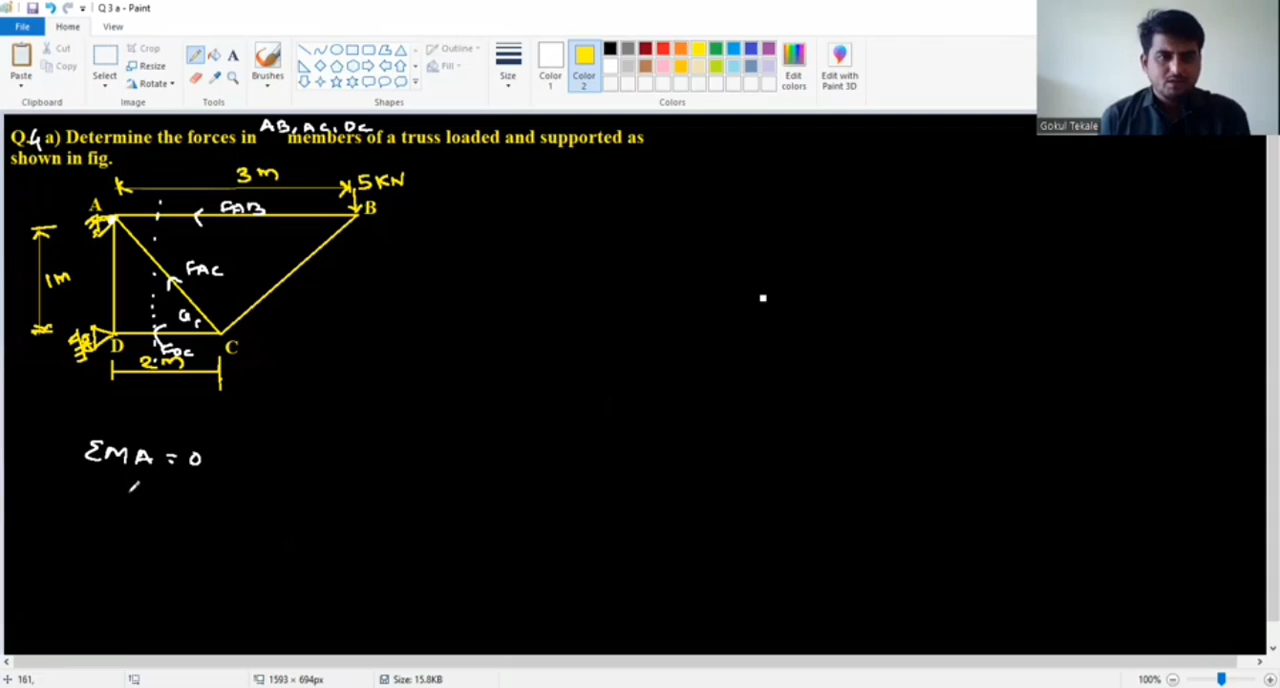 Q 3 a - Paint
File Home View
Paste
Cut
Copy
Clipboard
Select
Crop
Resize
Rotate
Image
A
Tools
Brushes
Outline
Fill
Shapes
Size
Color 1
Color 2
Colors
Edit colors
Edit with Paint 3D
Gokul Tekale
AB, AC, DC
Q.4 a) Determine the forces in members of a truss loaded and supported as
shown in fig.
3 m
5 KN
A
FAB
B
1m
FAC
D
FDC
C
2 m
ΣMA = 0
161,
1593 × 694px
Size: 15.8KB
100%